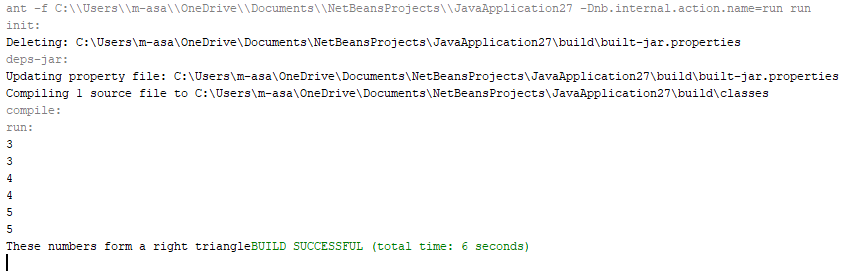 ant -f C:\\Users\\m-asa\\OneDrive\\Documents\\NetBeansProjects\\JavaApplication27 -Dnb.internal.action.name=run run
init:
Deleting: C:\Users\m-asa\OneDrive\Documents\NetBeansProjects\JavaApplication27\build\built-jar.properties
deps-jar:
Updating property file: C:\Users\m-asa\OneDrive\Documents\NetBeansProjects\JavaApplication27\build\built-jar.properties
Compiling 1 source file to C:\Users\m-asa\OneDrive\Documents\NetBeansProjects\JavaApplication27\build\classes
compile:
run:
3
3
4
4
5
5
These numbers form a right triangleBUILD SUCCESSFUL (total time: 6 seconds)